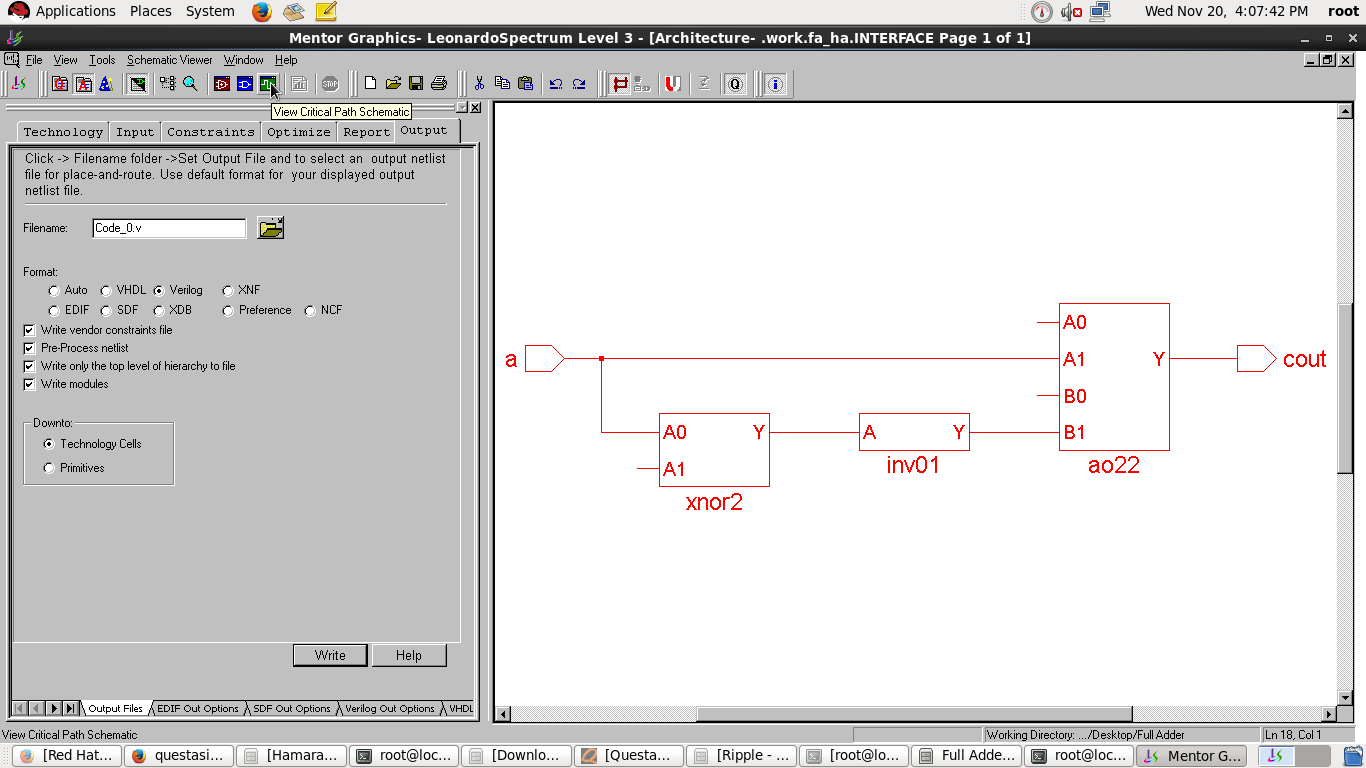 Applications Places System Wed Nov 20, 4:07:42 PM root
Mentor Graphics- LeonardoSpectrum Level 3 - [Architecture- .work.fa_ha.INTERFACE Page 1 of 1]
File View Tools Schematic Viewer Window Help
STOP Q
View Critical Path Schematic
Technology Input Constraints Optimize Report Output
Click -> Filename folder ->Set Output File and to select an output netlist
file for place-and-route. Use default format for your displayed output
netlist file.
Filename: Code_0.v
Format:
Auto VHDL Verilog XNF
EDIF SDF XDB Preference NCF
Write vendor constraints file
Pre-Process netlist
Write only the top level of hierarchy to file
Write modules
Downto:
Technology Cells
Primitives
Write Help
Output Files EDIF Out Options SDF Out Options Verilog Out Options VHDL
A0
a A1 Y cout
B0
A0 Y A Y B1
A1 inv01 ao22
xnor2
View Critical Path Schematic Working Directory: .../Desktop/Full Adder Ln 18, Col 1
[Red Hat... questasi... [Hamara... root@loc... [Downlo... [Questa... [Ripple - ... [root@lo... Full Adde... root@loc... Mentor G...